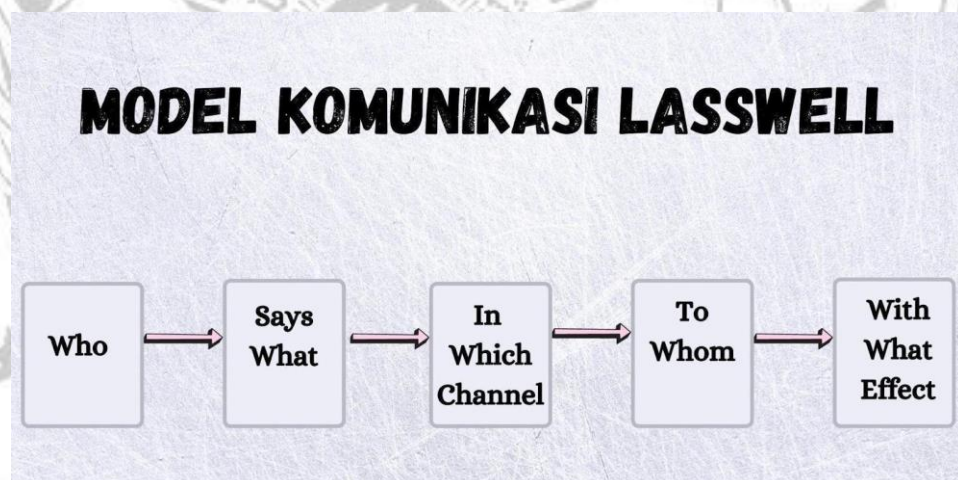 MODEL KOMUNIKASI LASSWELL
Who
Says
What
In
Which
Channel
To
Whom
With
What
Effect